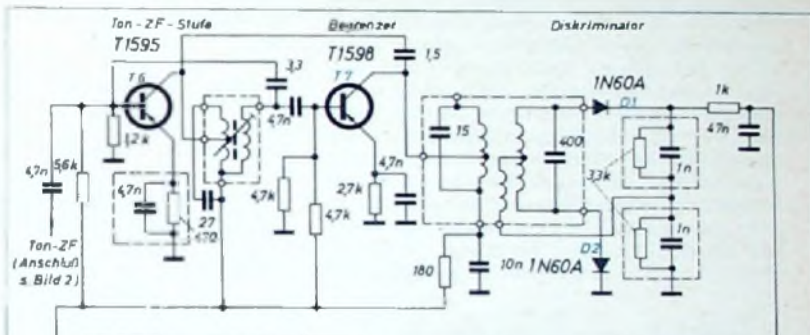 Ton-ZF-Stufe
Begrenzer
Diskriminator
T1595
T1598
3,3
1,5
1N60A
1k
T6
T7
D1
4,7n
15
400
47n
1,2k
3,3k
1n
4,7n
5,6k
4,7n
27
470
4,7k
4,7k
2,7k
4,7n
1n
D2
Ton-ZF
(Anschluß
s. Bild 2)
180
10n
1N60A